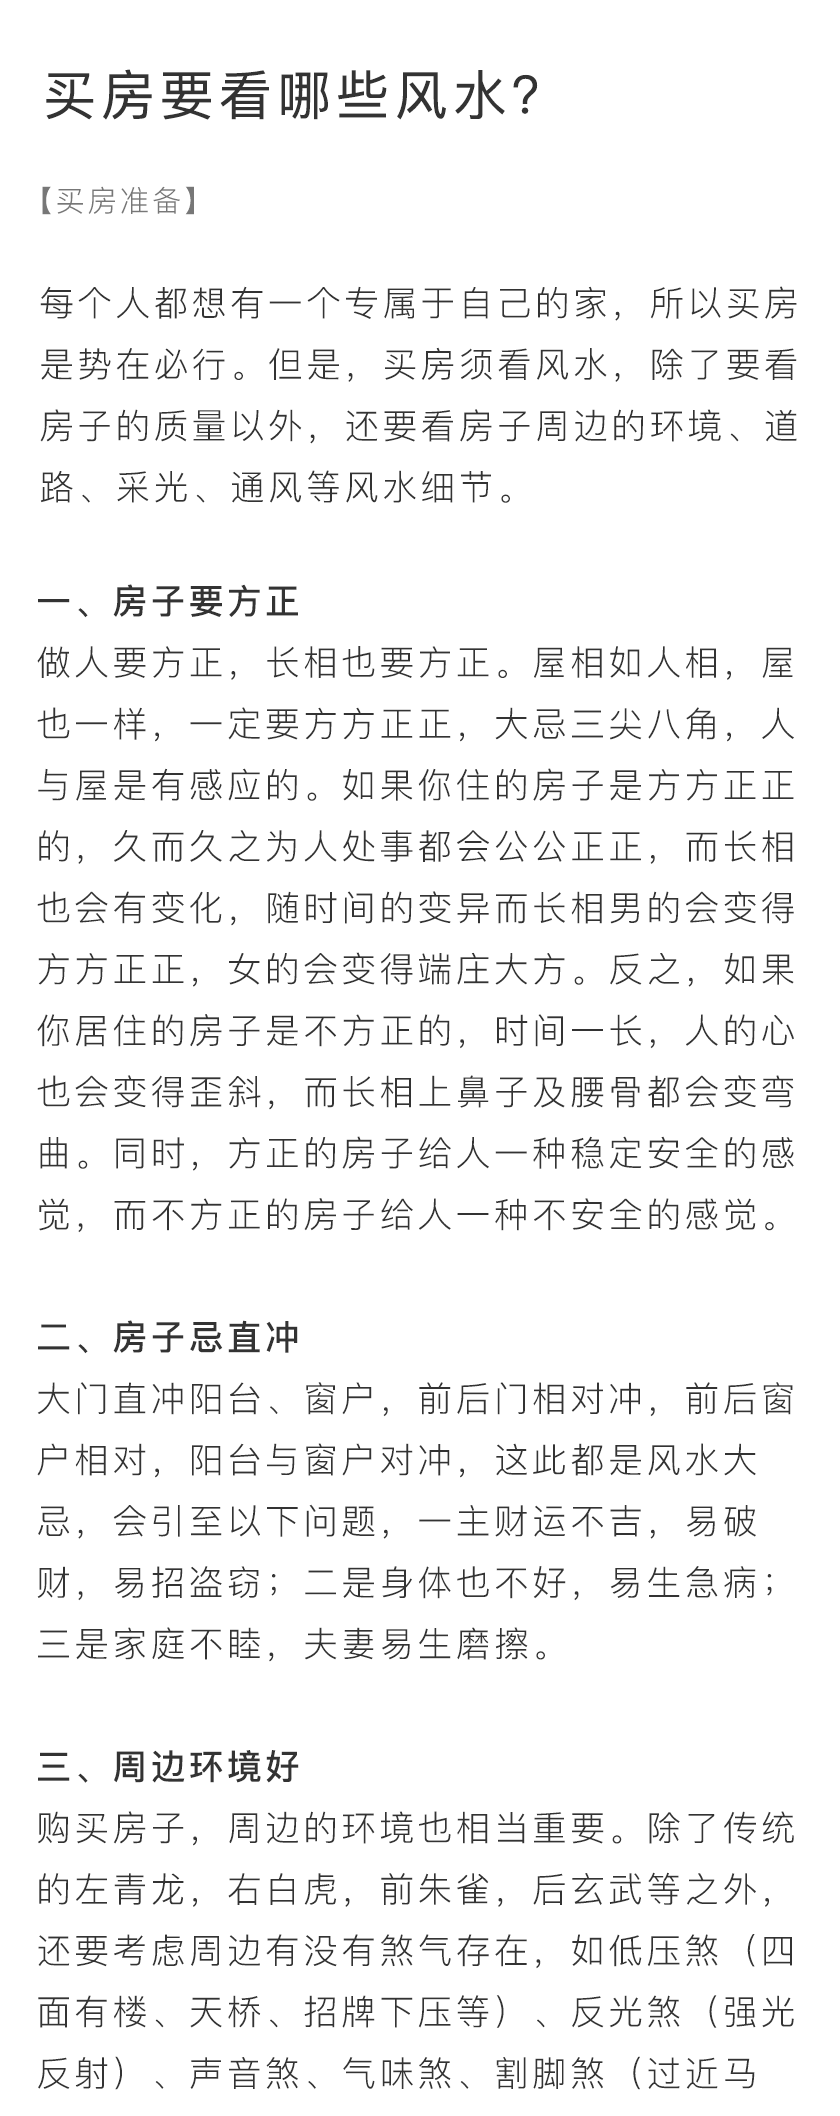 买房要看哪些风水?
【买房准备】
每个人都想有一个专属于自己的家，所以买房
是势在必行。但是，买房须看风水，除了要看
房子的质量以外，还要看房子周边的环境、道
路、采光、通风等风水细节。
一、房子要方正
做人要方正，长相也要方正。屋相如人相，屋
也一样，一定要方方正正，大忌三尖八角，人
与屋是有感应的。如果你住的房子是方方正正
的，久而久之为人处事都会公公正正，而长相
也会有变化，随时间的变异而长相男的会变得
方方正正，女的会变得端庄大方。反之，如果
你居住的房子是不方正的，时间一长，人的心
也会变得歪斜，而长相上鼻子及腰骨都会变弯
曲。同时，方正的房子给人一种稳定安全的感
觉，而不方正的房子给人一种不安全的感觉。
二、房子忌直冲
大门直冲阳台、窗户，前后门相对冲，前后窗
户相对，阳台与窗户对冲，这此都是风水大
忌，会引至以下问题，一主财运不吉，易破
财，易招盗窃；二是身体也不好，易生急病；
三是家庭不睦，夫妻易生磨擦。
三、周边环境好
购买房子，周边的环境也相当重要。除了传统
的左青龙，右白虎，前朱雀，后玄武等之外，
还要考虑周边有没有煞气存在，如低压煞（四
面有楼、天桥、招牌下压等）、反光煞（强光
反射）、声音煞、气味煞、割脚煞（过近马